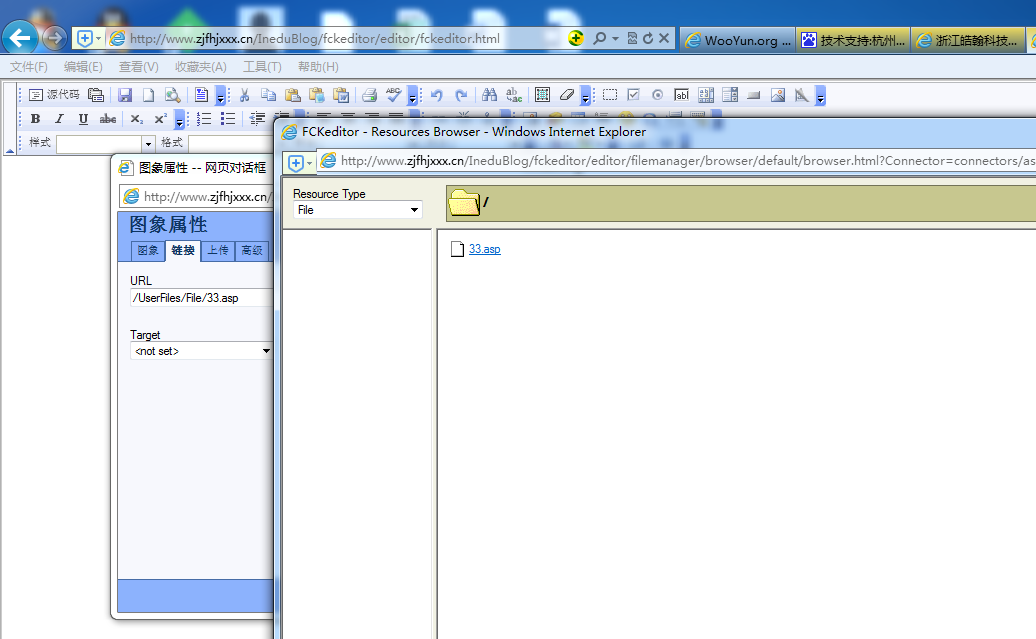 http://www.zjfhjxxx.cn/IneduBlog/fckeditor/editor/fckeditor.html
WooYun.org ...
技术支持:杭州...
浙江皓翰科技...
文件(F) 编辑(E) 查看(V) 收藏夹(A) 工具(T) 帮助(H)
源代码
样式 格式
FCKeditor - Resources Browser - Windows Internet Explorer
http://www.zjfhjxxx.cn/IneduBlog/fckeditor/editor/filemanager/browser/default/browser.html?Connector=connectors/as
Resource Type
File
/
33.asp
图象属性 -- 网页对话框
http://www.zjfhjxxx.cn/
图象属性
图象 链接 上传 高级
URL
/UserFiles/File/33.asp
Target
<not set>